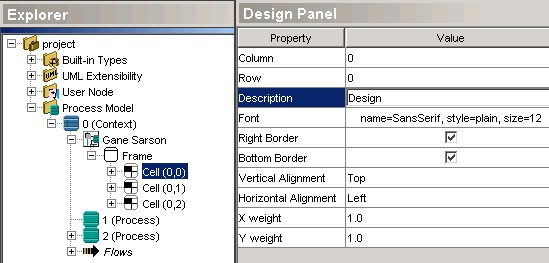 Explorer
project
Built-in Types
UML Extensibility
User Node
Process Model
0 (Context)
Gane Sarson
Frame
Cell (0,0)
Cell (0,1)
Cell (0,2)
1 (Process)
2 (Process)
Flows
Design Panel
Property Value
Column 0
Row 0
Description Design
Font name=SansSerif, style=plain, size=12
Right Border
Bottom Border
Vertical Alignment Top
Horizontal Alignment Left
X weight 1.0
Y weight 1.0